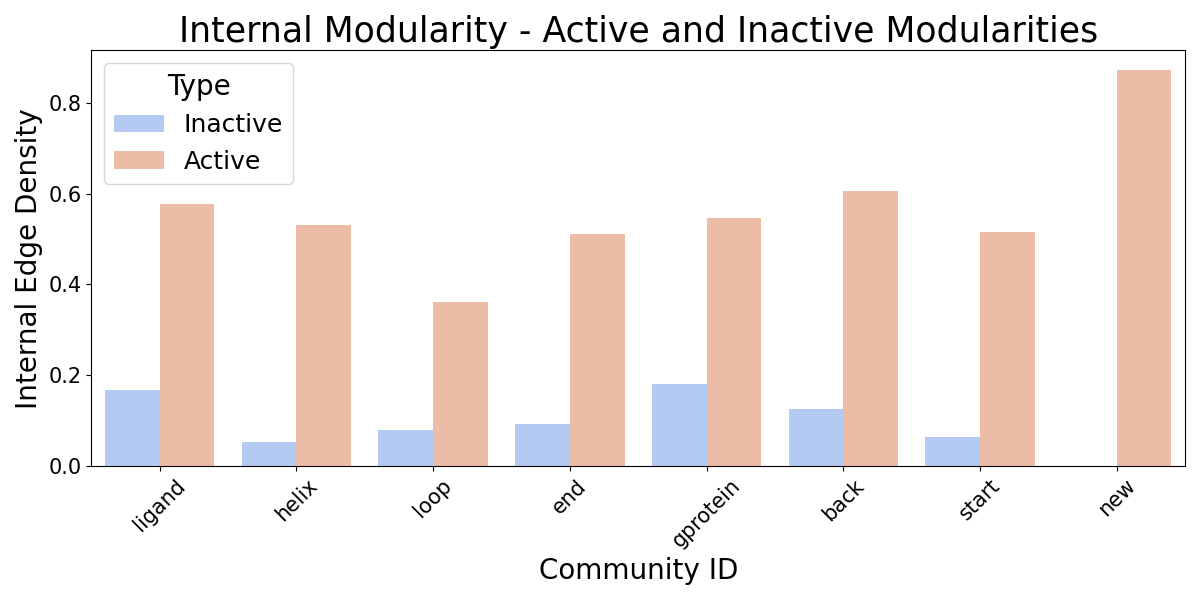 Internal Modularity - Active and Inactive Modularities
Type
Inactive
Active
Internal Edge Density
0.8
0.6
0.4
0.2
0.0
ligand
helix
loop
end
gprotein
back
start
new
Community ID